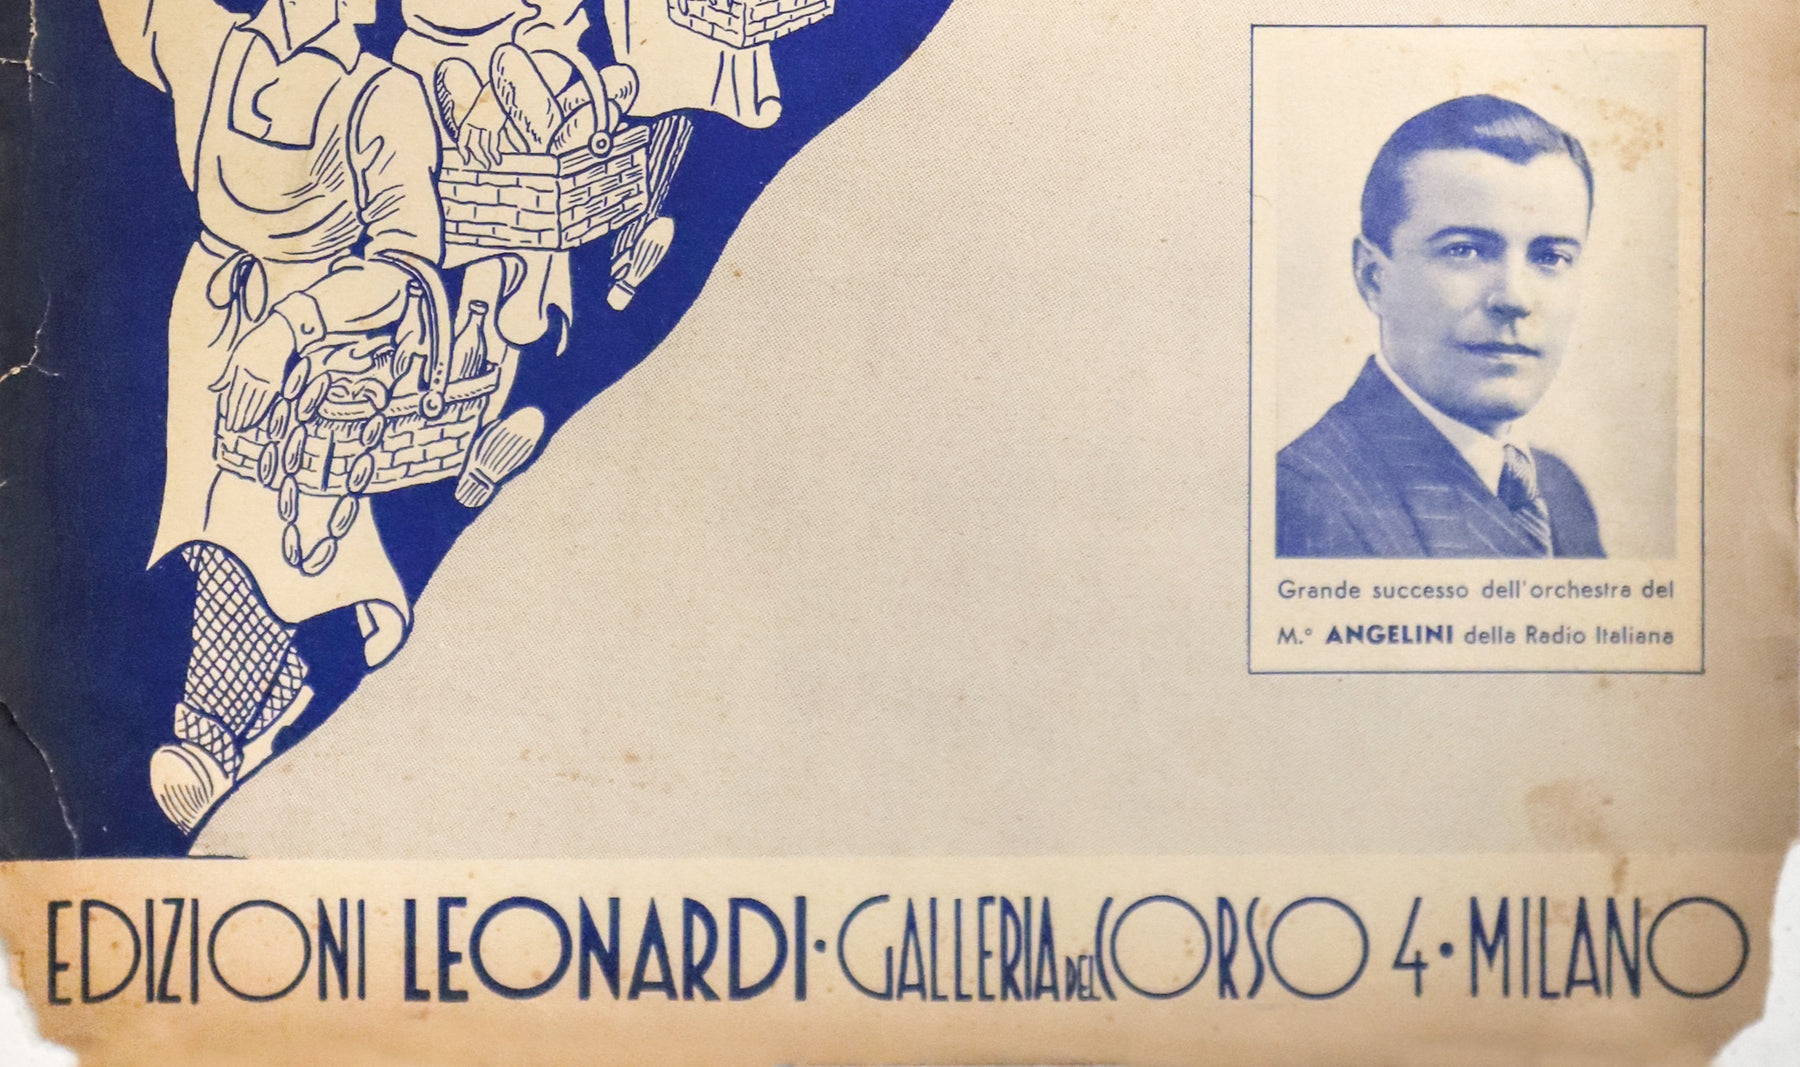 Grande successo dell'orchestra del
M.° ANGELINI della Radio Italiana
EDIZIONI LEONARDI · GALLERIA DEL CORSO 4 · MILANO